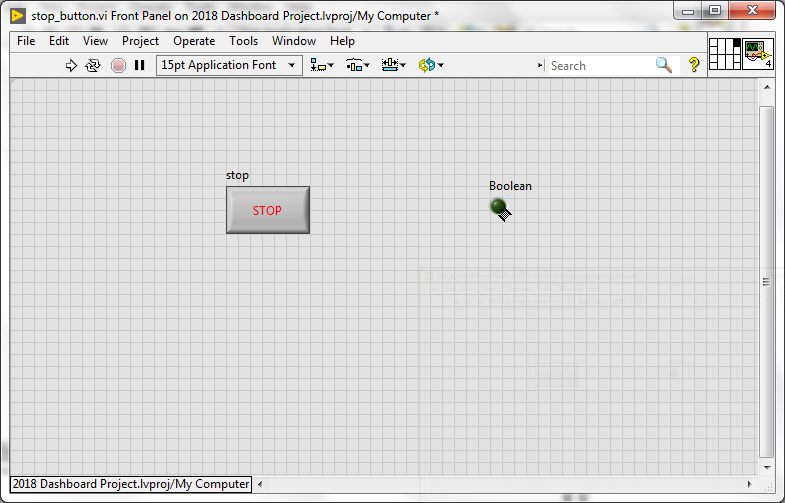 stop_button.vi Front Panel on 2018 Dashboard Project.lvproj/My Computer *
File Edit View Project Operate Tools Window Help
15pt Application Font
Search
?
4
stop
STOP
Boolean
2018 Dashboard Project.lvproj/My Computer